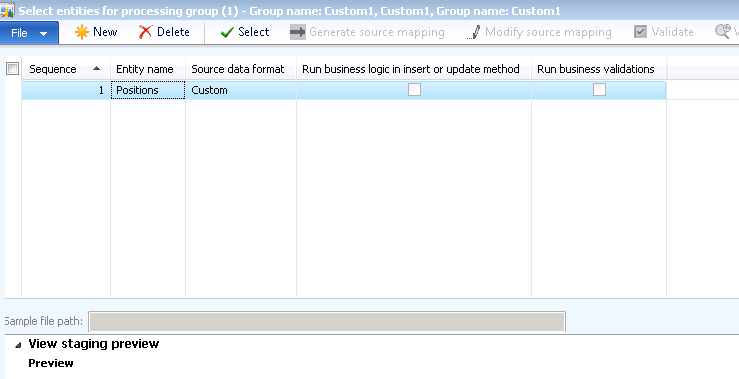 Select entities for processing group (1) - Group name: Custom1, Custom1, Group name: Custom1
File New Delete Select Generate source mapping Modify source mapping Validate V
Sequence Entity name Source data format Run business logic in insert or update method Run business validations
1 Positions Custom
Sample file path:
View staging preview
Preview